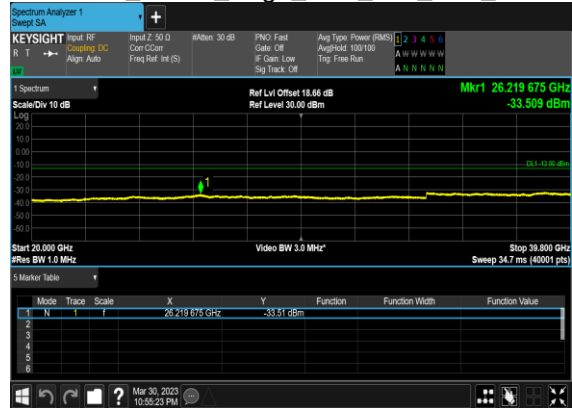 Spectrum Analyzer 1
Swept SA
+
KEYSIGHT
R T
Input: RF
Coupling: DC
Align: Auto
Input Z: 50 Ω
Corr CCorr
Freq Ref: Int (S)
#Atten: 30 dB
PNO: Fast
Gate: Off
IF Gain: Low
Sig Track: Off
Avg Type: Power (RMS)
Avg|Hold: 100/100
Trig: Free Run
1 2 3 4 5 6
A W W W W W
A N N N N N
1 Spectrum
Scale/Div 10 dB
Ref Lvl Offset 18.66 dB
Ref Level 30.00 dBm
Mkr1 26.219 675 GHz
-33.509 dBm
Log
20.0
10.0
0.00
-10.0
-20.0
-30.0
-40.0
-50.0
-60.0
DL1 -13.00 dBm
1
Start 20.000 GHz
#Res BW 1.0 MHz
Video BW 3.0 MHz*
Stop 39.800 GHz
Sweep 34.7 ms (40001 pts)
5 Marker Table
Mode Trace Scale X Y Function Function Width Function Value
1 N 1 f 26.219 675 GHz -33.51 dBm
2
3
4
5
6
?
Mar 30, 2023
10:55:23 PM